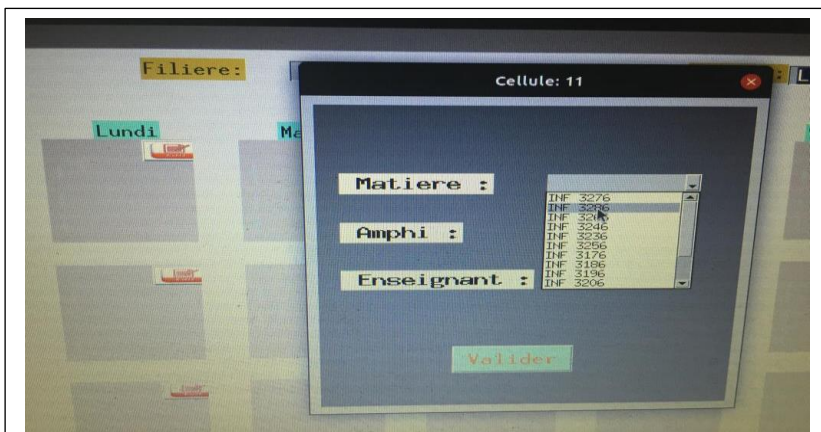 Filiere:
Cellule: 11
Lundi
Ma
Matiere :
INF 3276
INF 3286
INF 3246
INF 3236
INF 3256
INF 3176
INF 3186
INF 3196
INF 3206
Amphi :
Enseignant :
Valider